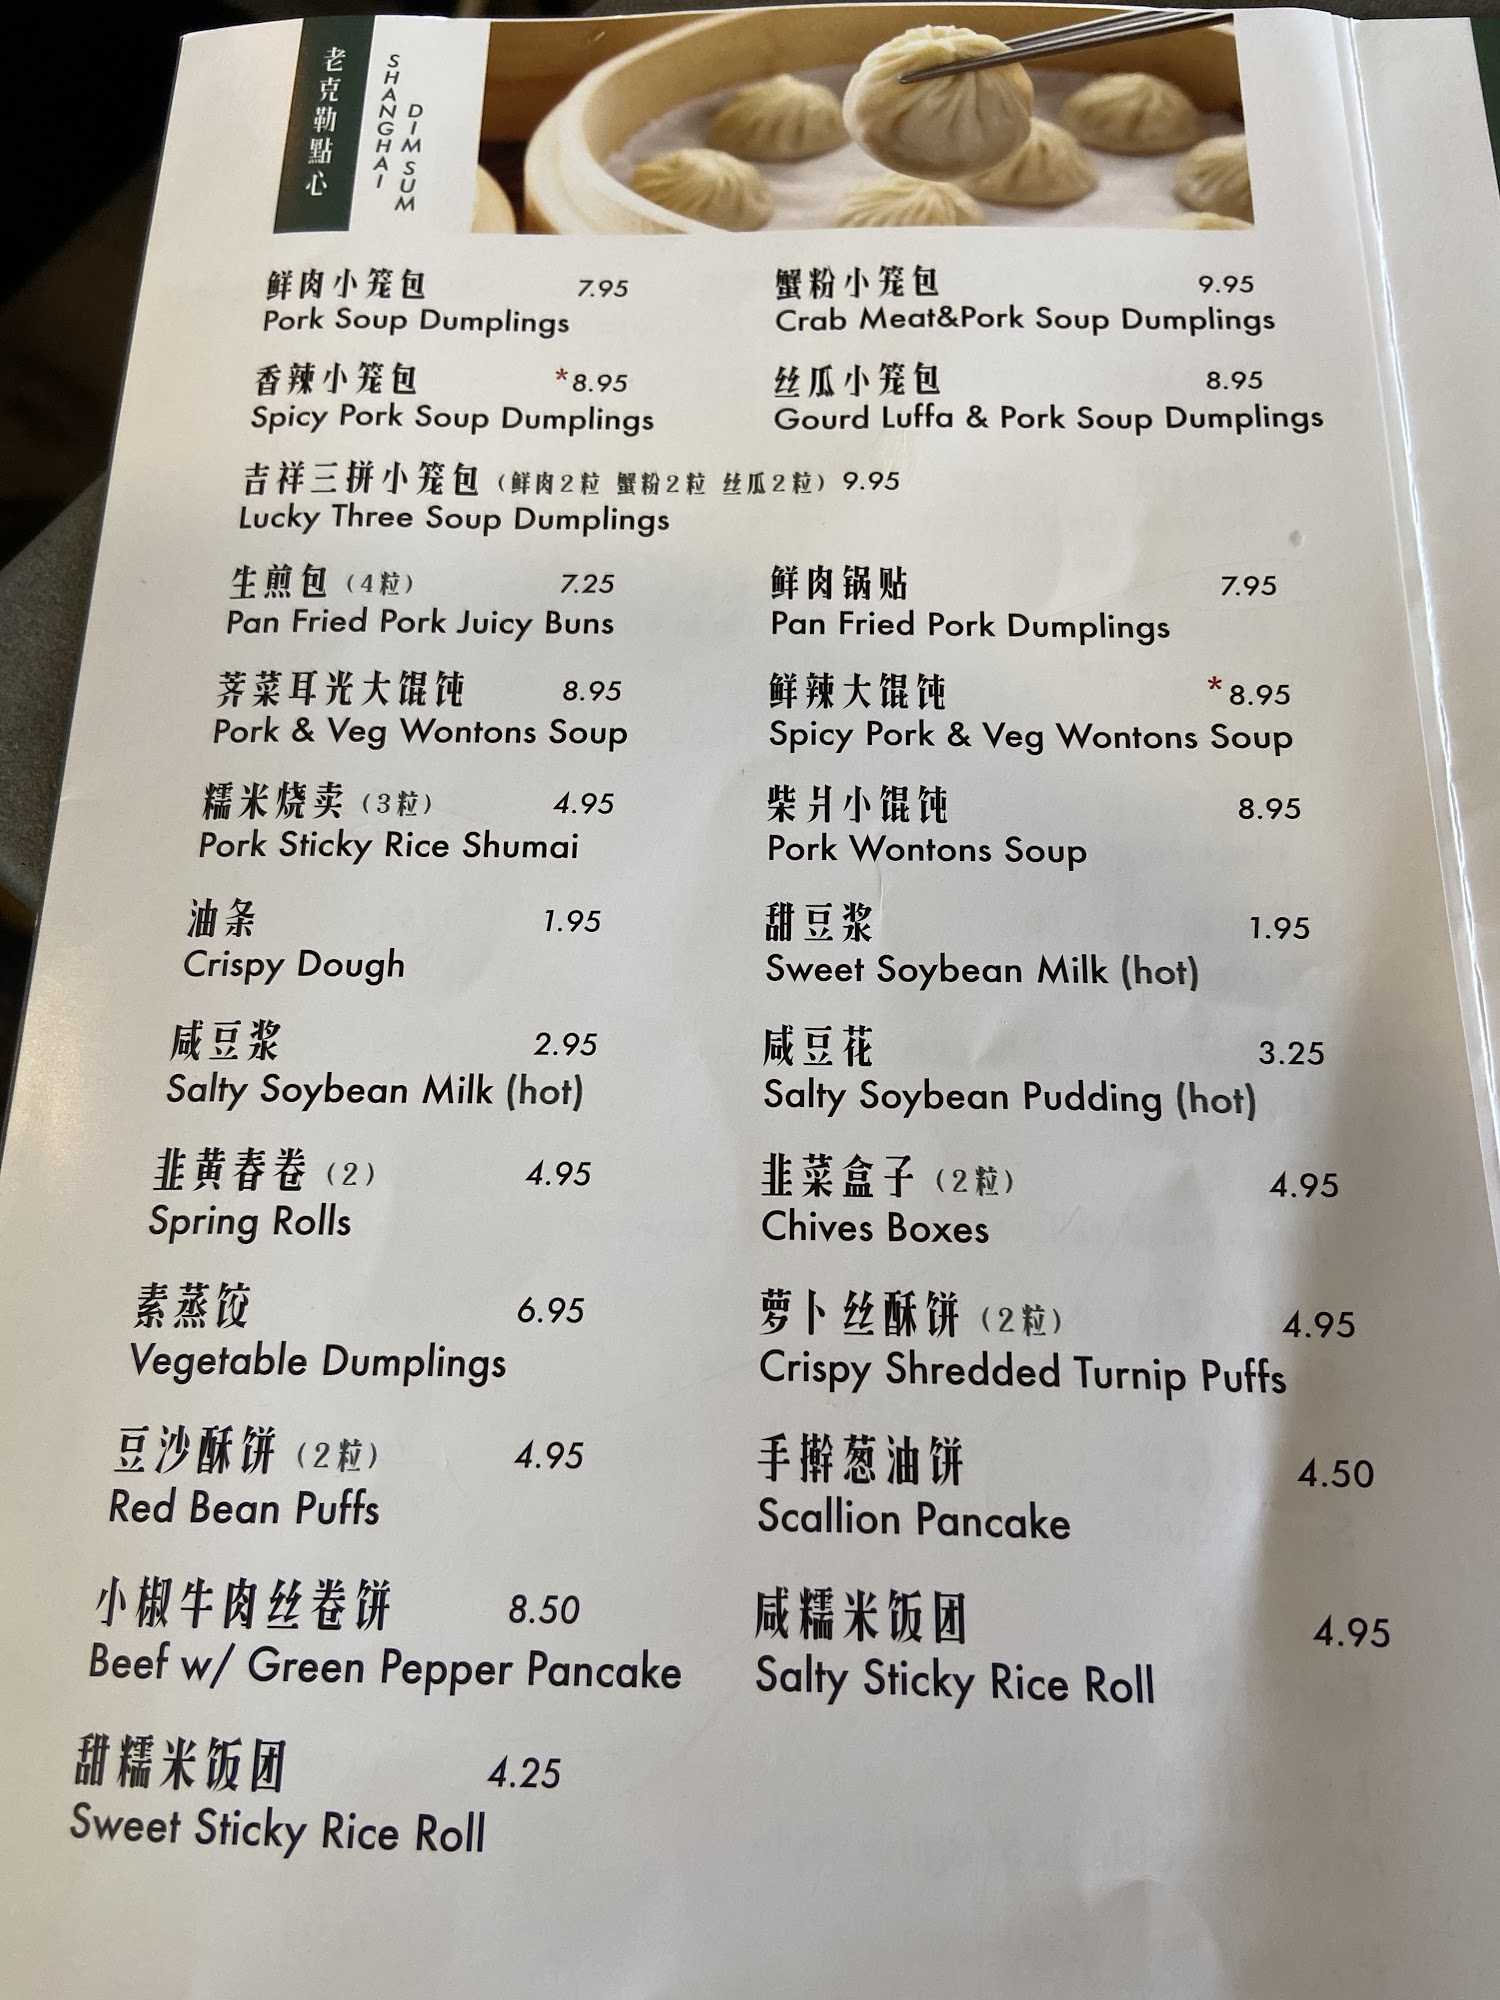 老克勒點心
SHANGHAI
DIM SUM
鲜肉小笼包 7.95
Pork Soup Dumplings
蟹粉小笼包 9.95
Crab Meat&Pork Soup Dumplings
香辣小笼包 *8.95
Spicy Pork Soup Dumplings
丝瓜小笼包 8.95
Gourd Luffa & Pork Soup Dumplings
吉祥三拼小笼包（鲜肉2粒 蟹粉2粒 丝瓜2粒）9.95
Lucky Three Soup Dumplings
生煎包（4粒） 7.25
Pan Fried Pork Juicy Buns
鲜肉锅贴 7.95
Pan Fried Pork Dumplings
荠菜耳光大馄饨 8.95
Pork & Veg Wontons Soup
鲜辣大馄饨 *8.95
Spicy Pork & Veg Wontons Soup
糯米烧卖（3粒） 4.95
Pork Sticky Rice Shumai
柴爿小馄饨 8.95
Pork Wontons Soup
油条 1.95
Crispy Dough
甜豆浆 1.95
Sweet Soybean Milk (hot)
咸豆浆 2.95
Salty Soybean Milk (hot)
咸豆花 3.25
Salty Soybean Pudding (hot)
韭黄春卷（2） 4.95
Spring Rolls
韭菜盒子（2粒） 4.95
Chives Boxes
素蒸饺 6.95
Vegetable Dumplings
萝卜丝酥饼（2粒） 4.95
Crispy Shredded Turnip Puffs
豆沙酥饼（2粒） 4.95
Red Bean Puffs
手擀葱油饼 4.50
Scallion Pancake
小椒牛肉丝卷饼 8.50
Beef w/ Green Pepper Pancake
咸糯米饭团 4.95
Salty Sticky Rice Roll
甜糯米饭团 4.25
Sweet Sticky Rice Roll